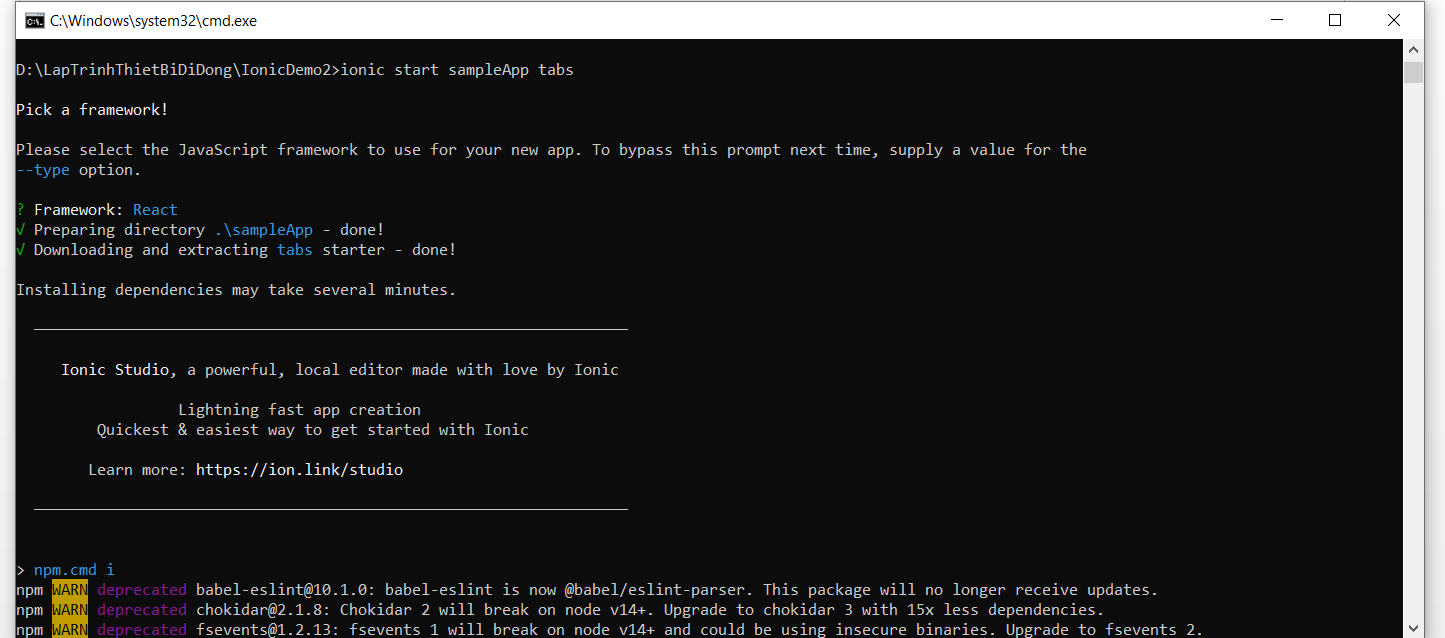 C:\Windows\system32\cmd.exe
D:\LapTrinhThietBiDiDong\IonicDemo2>ionic start sampleApp tabs
Pick a framework!
Please select the JavaScript framework to use for your new app. To bypass this prompt next time, supply a value for the
--type option.
? Framework: React
√ Preparing directory .\sampleApp - done!
√ Downloading and extracting tabs starter - done!
Installing dependencies may take several minutes.
Ionic Studio, a powerful, local editor made with love by Ionic
Lightning fast app creation
Quickest & easiest way to get started with Ionic
Learn more: https://ion.link/studio
> npm.cmd i
npm WARN deprecated babel-eslint@10.1.0: babel-eslint is now @babel/eslint-parser. This package will no longer receive updates.
npm WARN deprecated chokidar@2.1.8: Chokidar 2 will break on node v14+. Upgrade to chokidar 3 with 15x less dependencies.
npm WARN deprecated fsevents@1.2.13: fsevents 1 will break on node v14+ and could be using insecure binaries. Upgrade to fsevents 2.